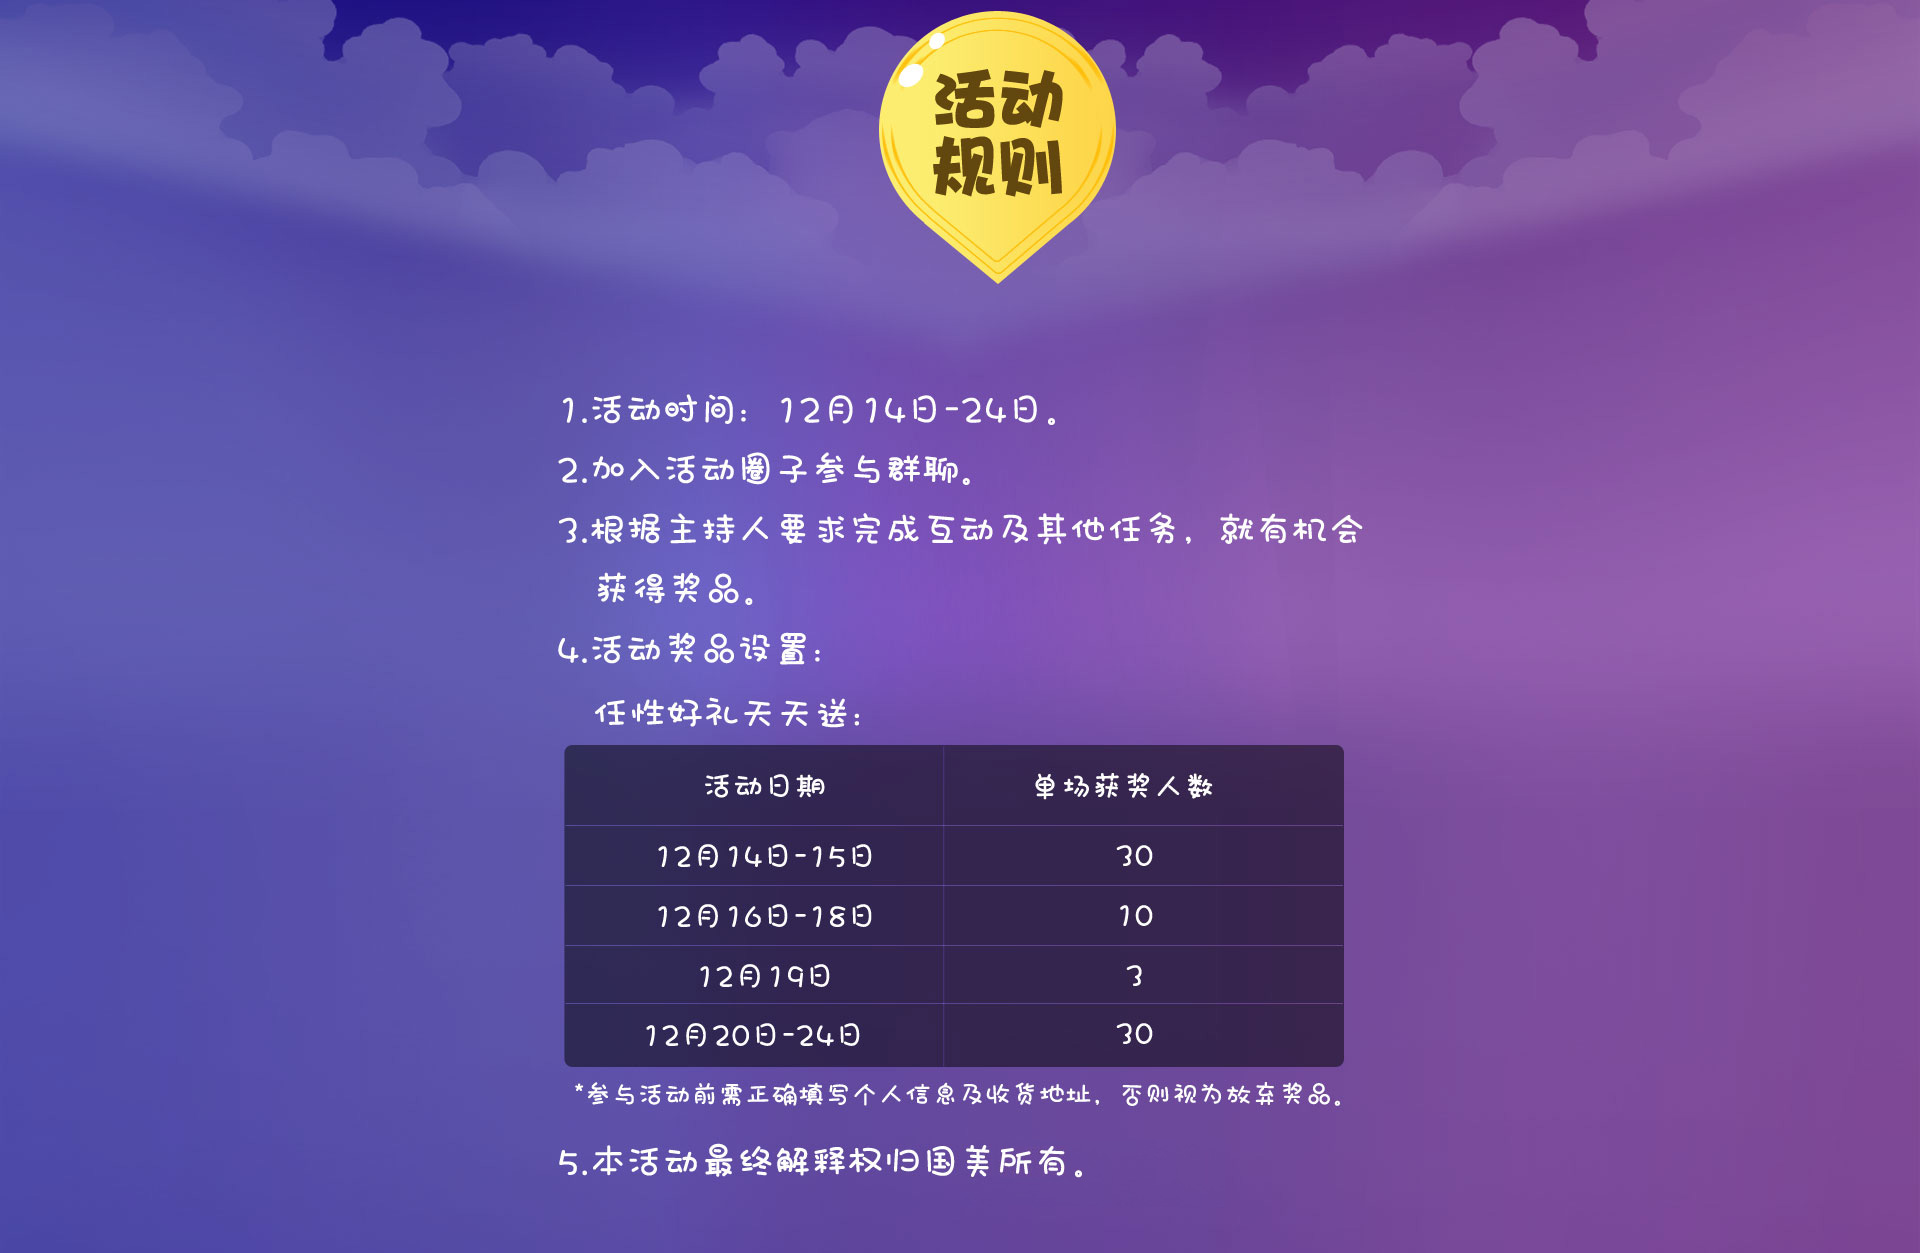 活动
规则
1.活动时间：12月14日-24日。
2.加入活动圈子参与群聊。
3.根据主持人要求完成互动及其他任务，就有机会
获得奖品。
4.活动奖品设置：
任性好礼天天送：
活动日期 单场获奖人数
12月14日-15日 30
12月16日-18日 10
12月19日 3
12月20日-24日 30
*参与活动前需正确填写个人信息及收货地址，否则视为放弃奖品。
5.本活动最终解释权归国美所有。